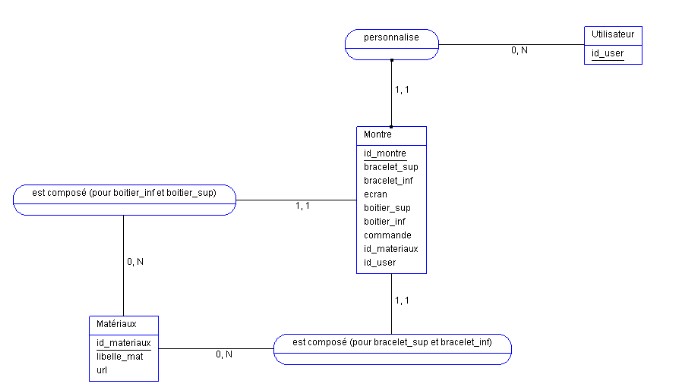 Utilisateur
personnalise
0, N
id_user
1, 1
Montre
id_montre
bracelet_sup
bracelet_inf
ecran
boitier_sup
boitier_inf
commande
id_materiaux
id_user
est composé (pour boitier_inf et boitier_sup)
1, 1
0, N
1, 1
Matériaux
id_materiaux
libelle_mat
url
0, N
est composé (pour bracelet_sup et bracelet_inf)